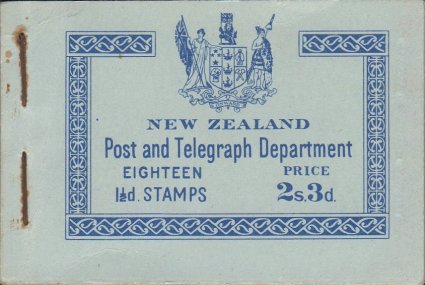 NEW ZEALAND
Post and Telegraph Department
EIGHTEEN PRICE
1½d. STAMPS 2s.3d.